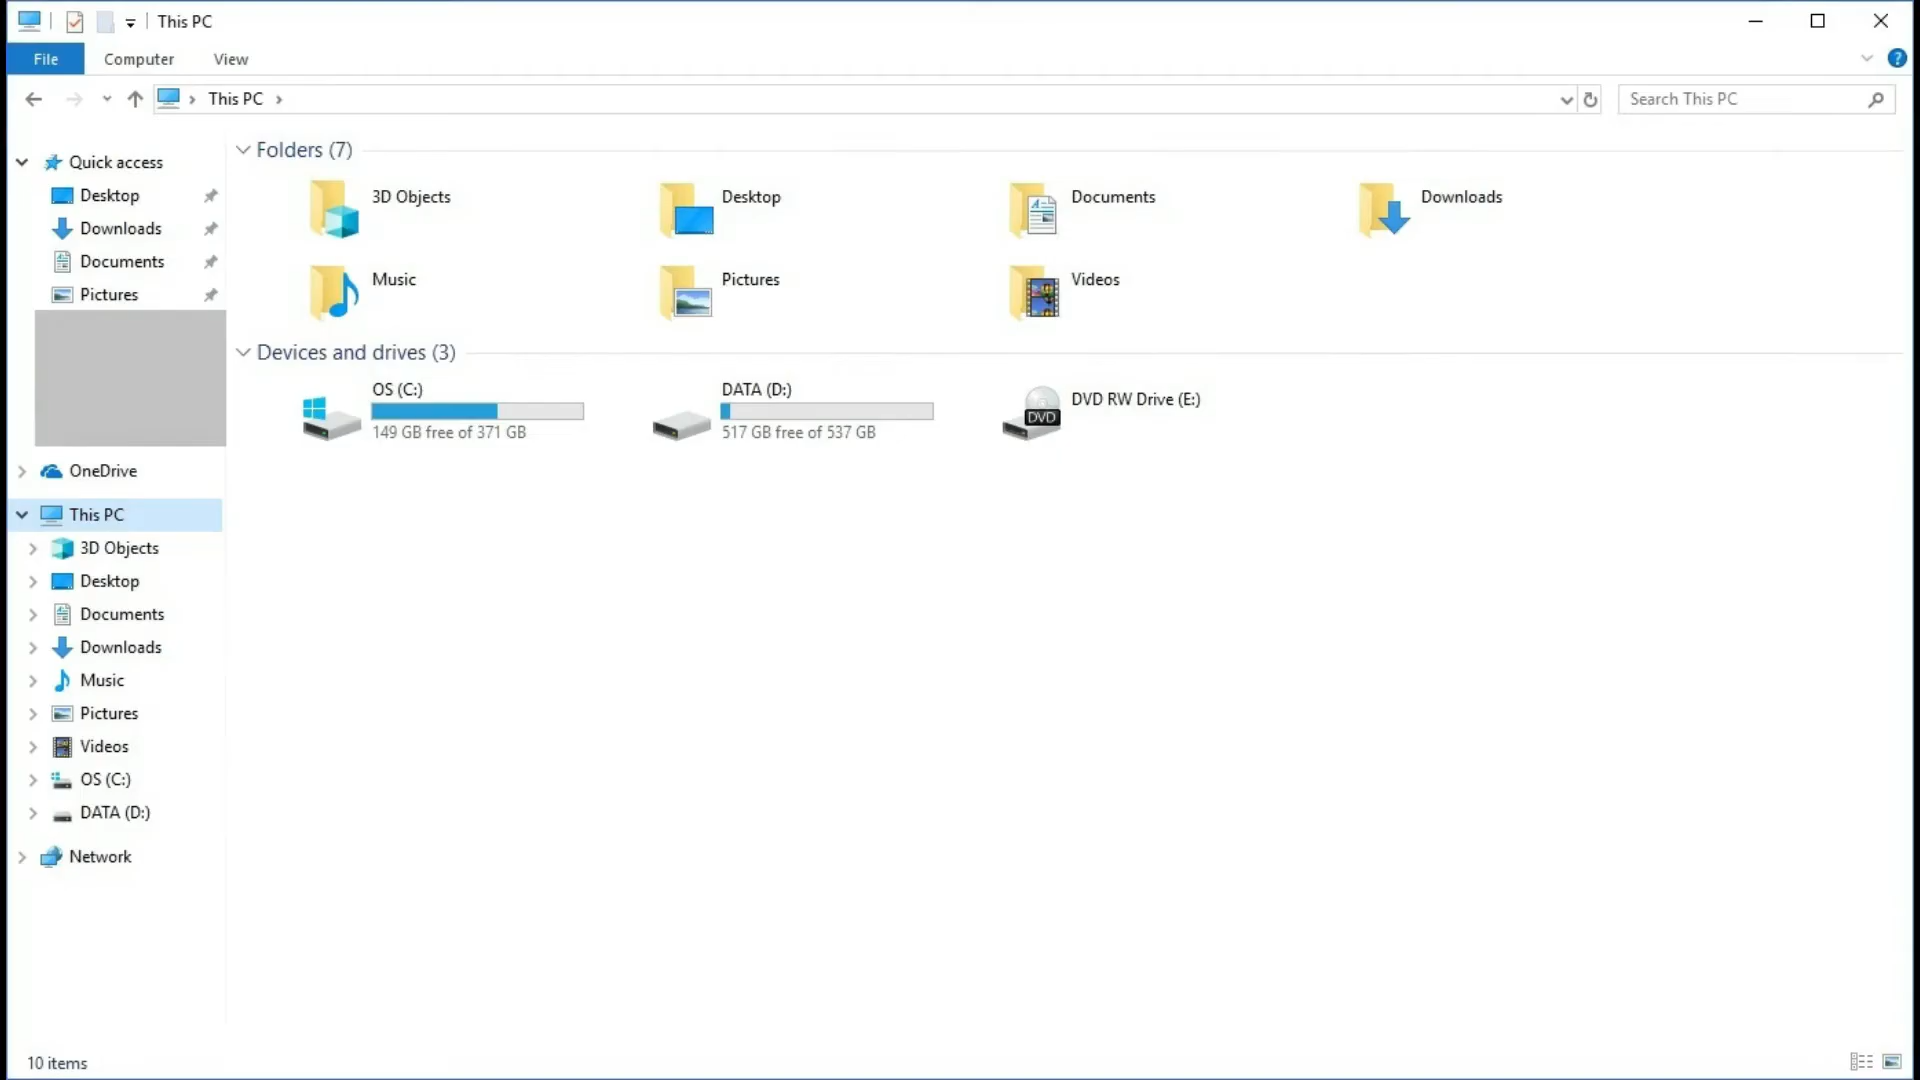 This PC
File Computer View
This PC
Search This PC
Quick access
Desktop
Downloads
Documents
Pictures
OneDrive
This PC
3D Objects
Desktop
Documents
Downloads
Music
Pictures
Videos
OS (C:)
DATA (D:)
Network
Folders (7)
3D Objects
Desktop
Documents
Downloads
Music
Pictures
Videos
Devices and drives (3)
OS (C:)
149 GB free of 371 GB
DATA (D:)
517 GB free of 537 GB
DVD
DVD RW Drive (E:)
10 items